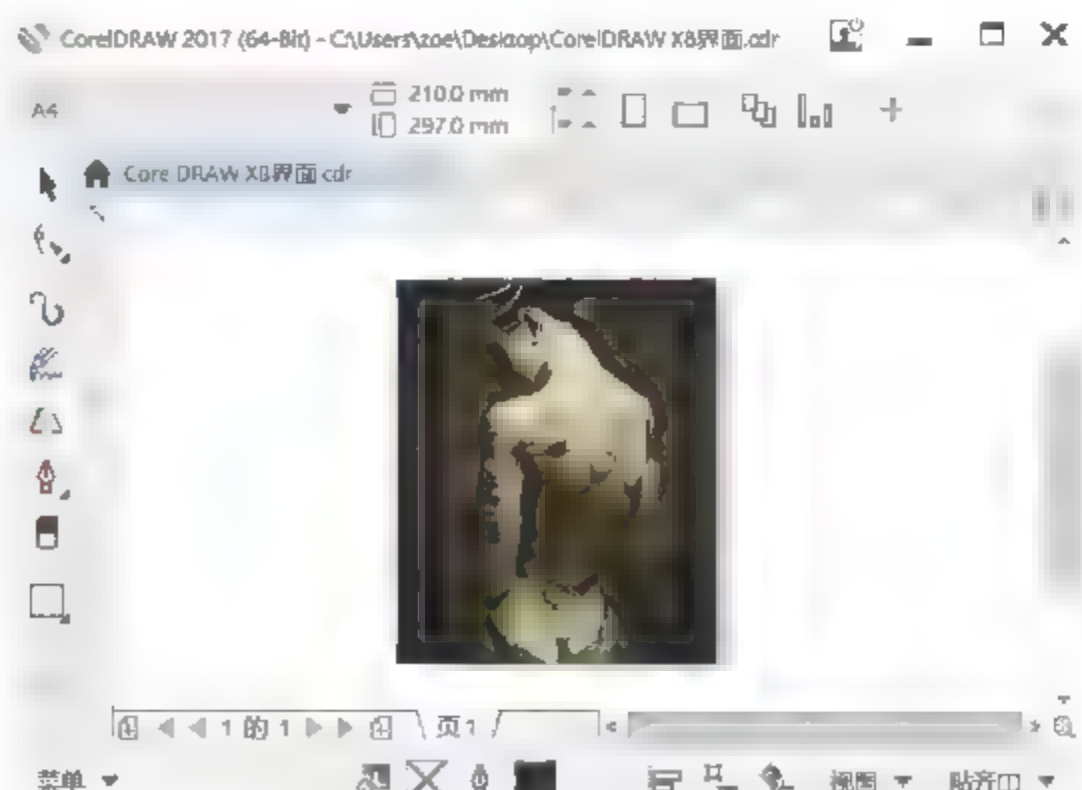 CorelDRAW 2017 (64-Bit) - C:\Users\zoe\Desktop\CorelDRAW X8界面.cdr
A4
210.0 mm
297.0 mm
Core DRAW X8界面.cdr
1 的 1
页 1
菜单
视图
贴齐